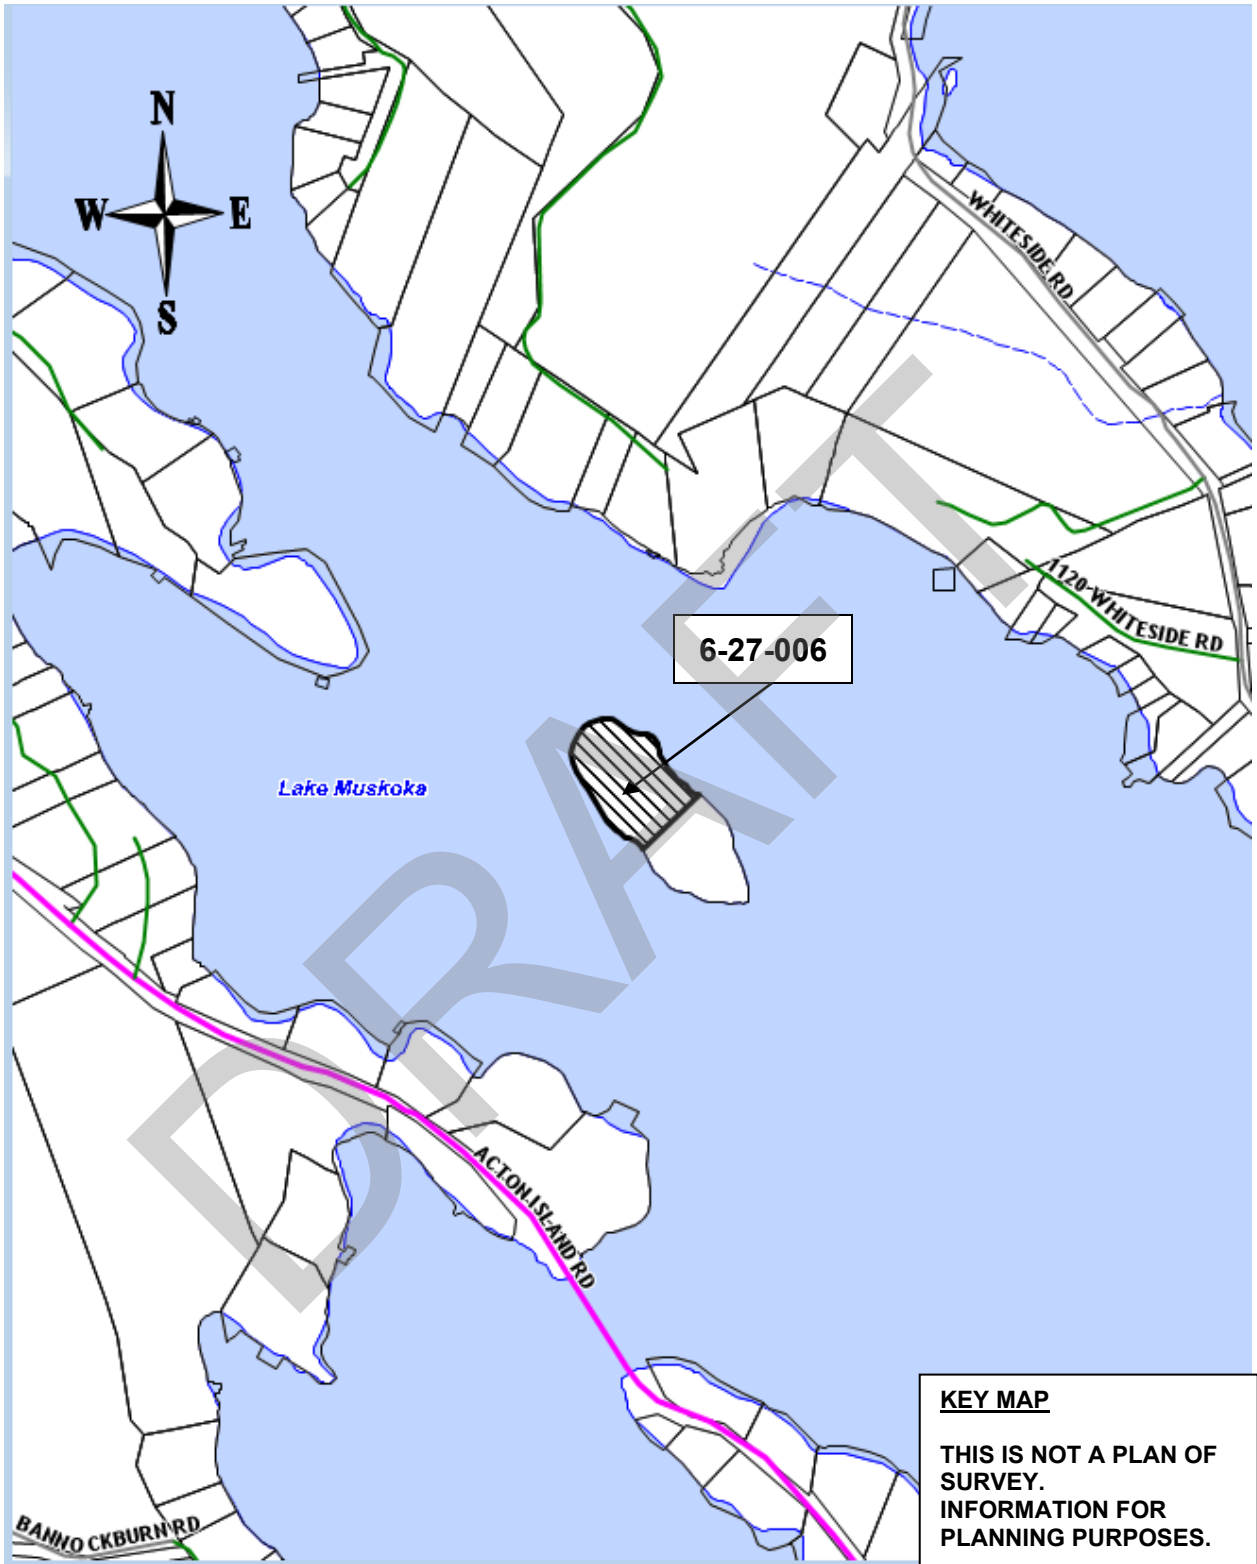 N
W E
S
WHITESIDE RD
1120 WHITESIDE RD
6-27-006
Lake Muskoka
DRAFT
ACTON ISLAND RD
BANNOCKBURN RD
KEY MAP
THIS IS NOT A PLAN OF
SURVEY.
INFORMATION FOR
PLANNING PURPOSES.